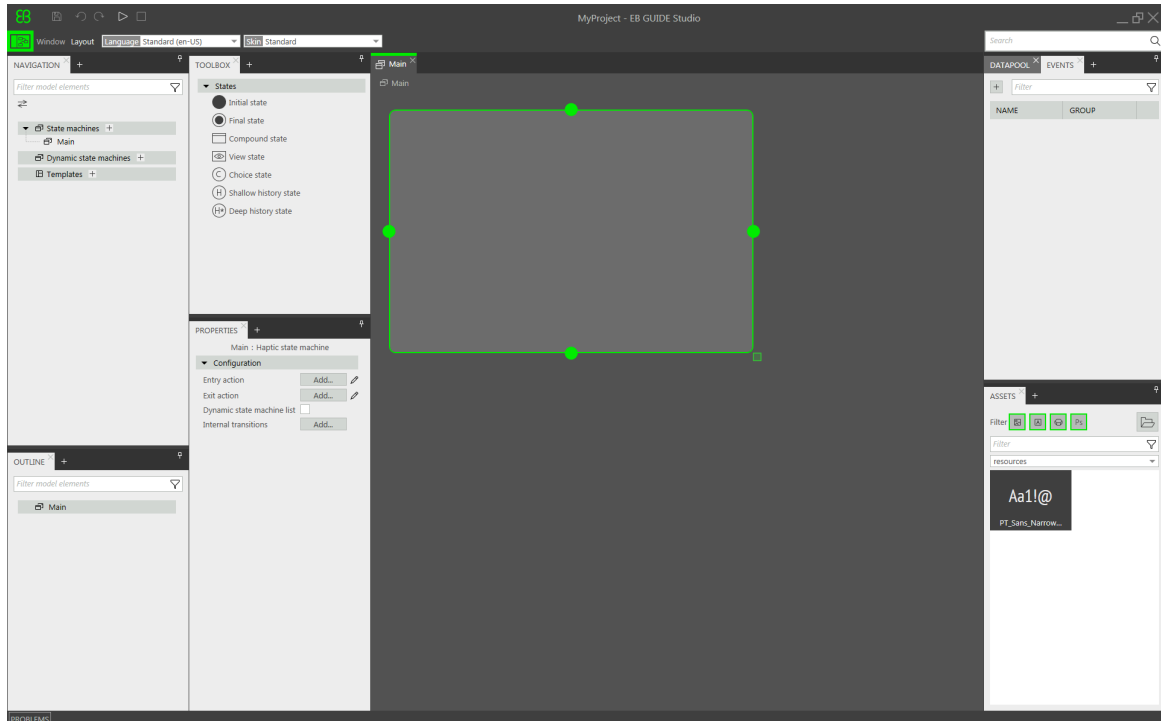 MyProject - EB GUIDE Studio
Window Layout Language Standard (en-US) Skin Standard
Search
NAVIGATION
Filter model elements
State machines
Main
Dynamic state machines
Templates
OUTLINE
Filter model elements
Main
TOOLBOX
States
Initial state
Final state
Compound state
View state
C Choice state
H Shallow history state
H* Deep history state
PROPERTIES
Main : Haptic state machine
Configuration
Entry action Add...
Exit action Add...
Dynamic state machine list
Internal transitions Add...
Main
Main
DATAPOOL EVENTS
Filter
NAME GROUP
ASSETS
Filter Ps
Filter
resources
Aa1!@
PT_Sans_Narrow...
PROBLEMS